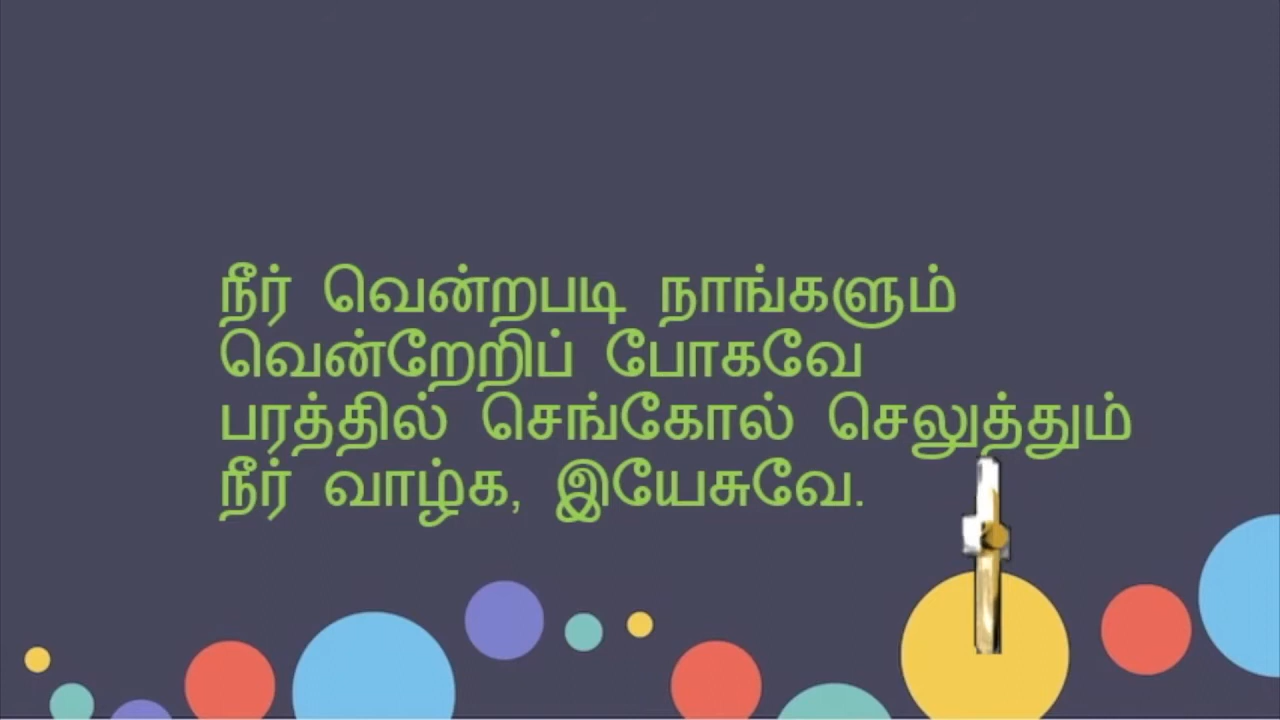 நீர் வென்றபடி நாங்களும்
வென்றேறிப் போகவே
பரத்தில் செங்கோல் செலுத்தும்
நீர் வாழ்க, இயேசுவே.